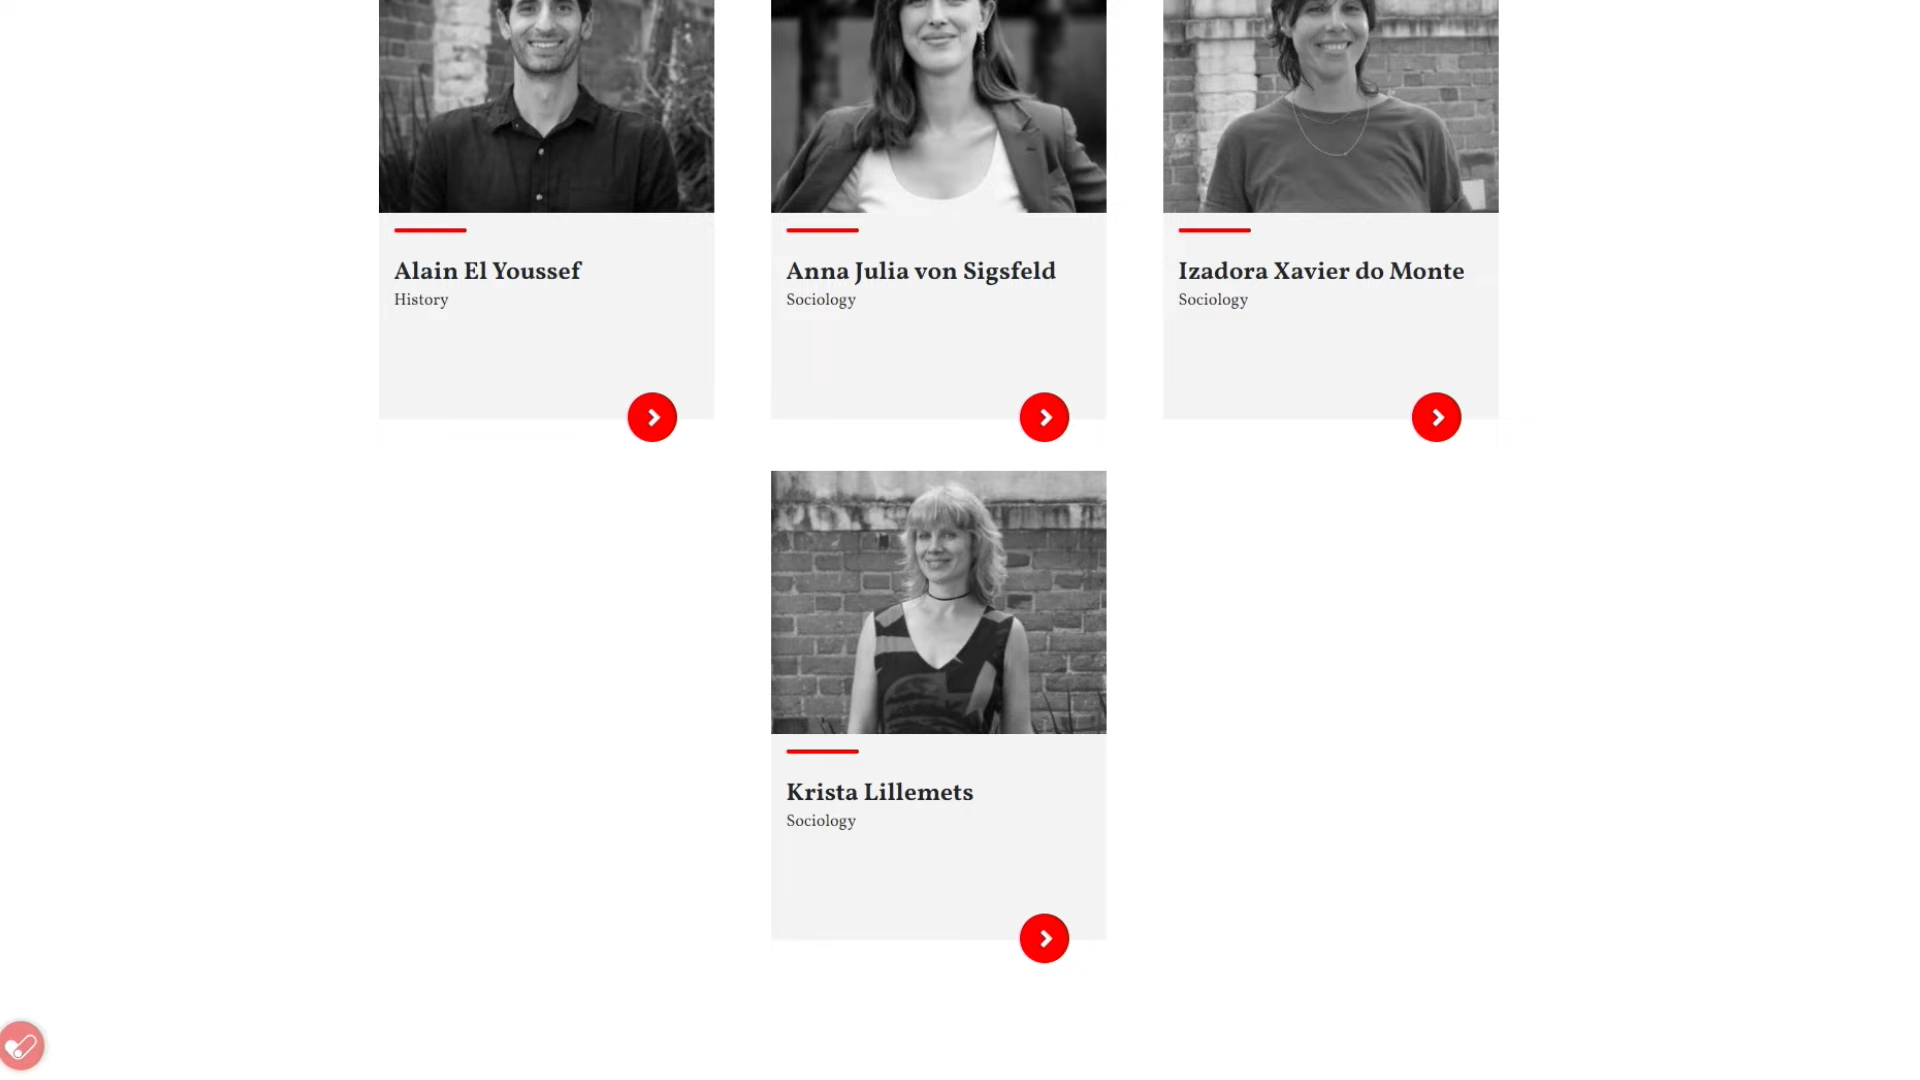 Alain El Youssef
History
Anna Julia von Sigsfeld
Sociology
Izadora Xavier do Monte
Sociology
Krista Lillemets
Sociology